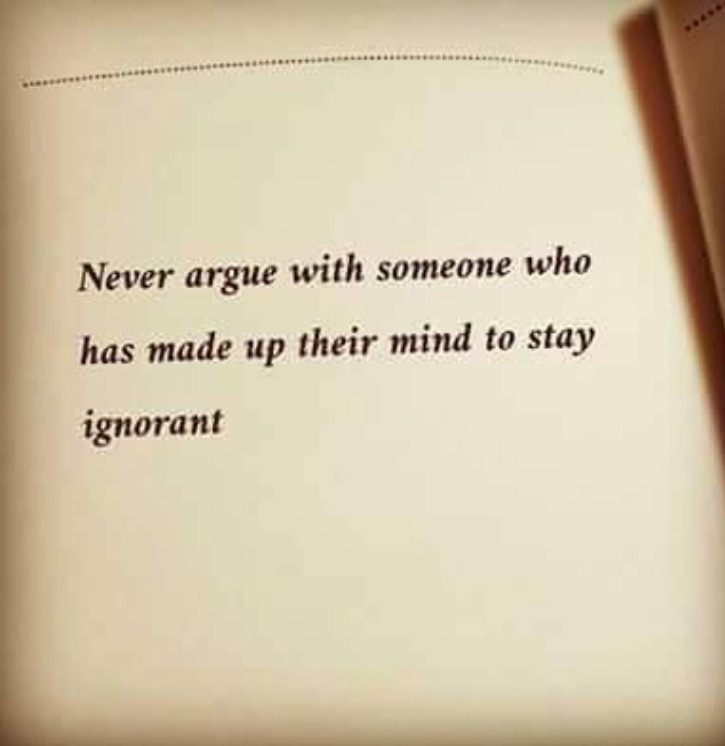 Never argue with someone who
has made up their mind to stay
ignorant